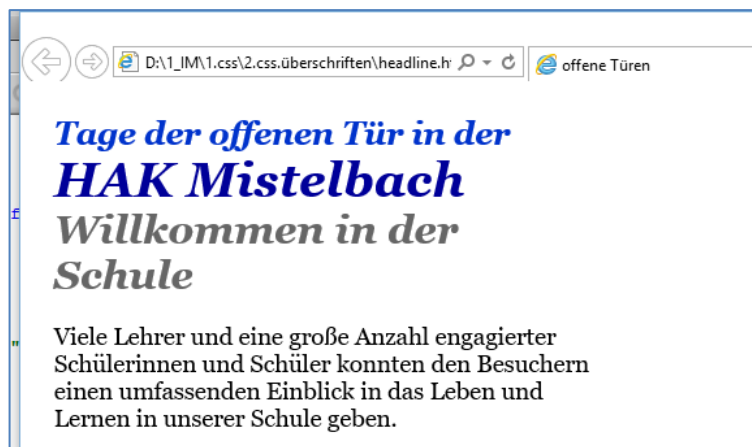 D:\1_IM\1.css\2.css.überschriften\headline.h
offene Türen
Tage der offenen Tür in der
HAK Mistelbach
Willkommen in der
Schule
Viele Lehrer und eine große Anzahl engagierter
Schülerinnen und Schüler konnten den Besuchern
einen umfassenden Einblick in das Leben und
Lernen in unserer Schule geben.